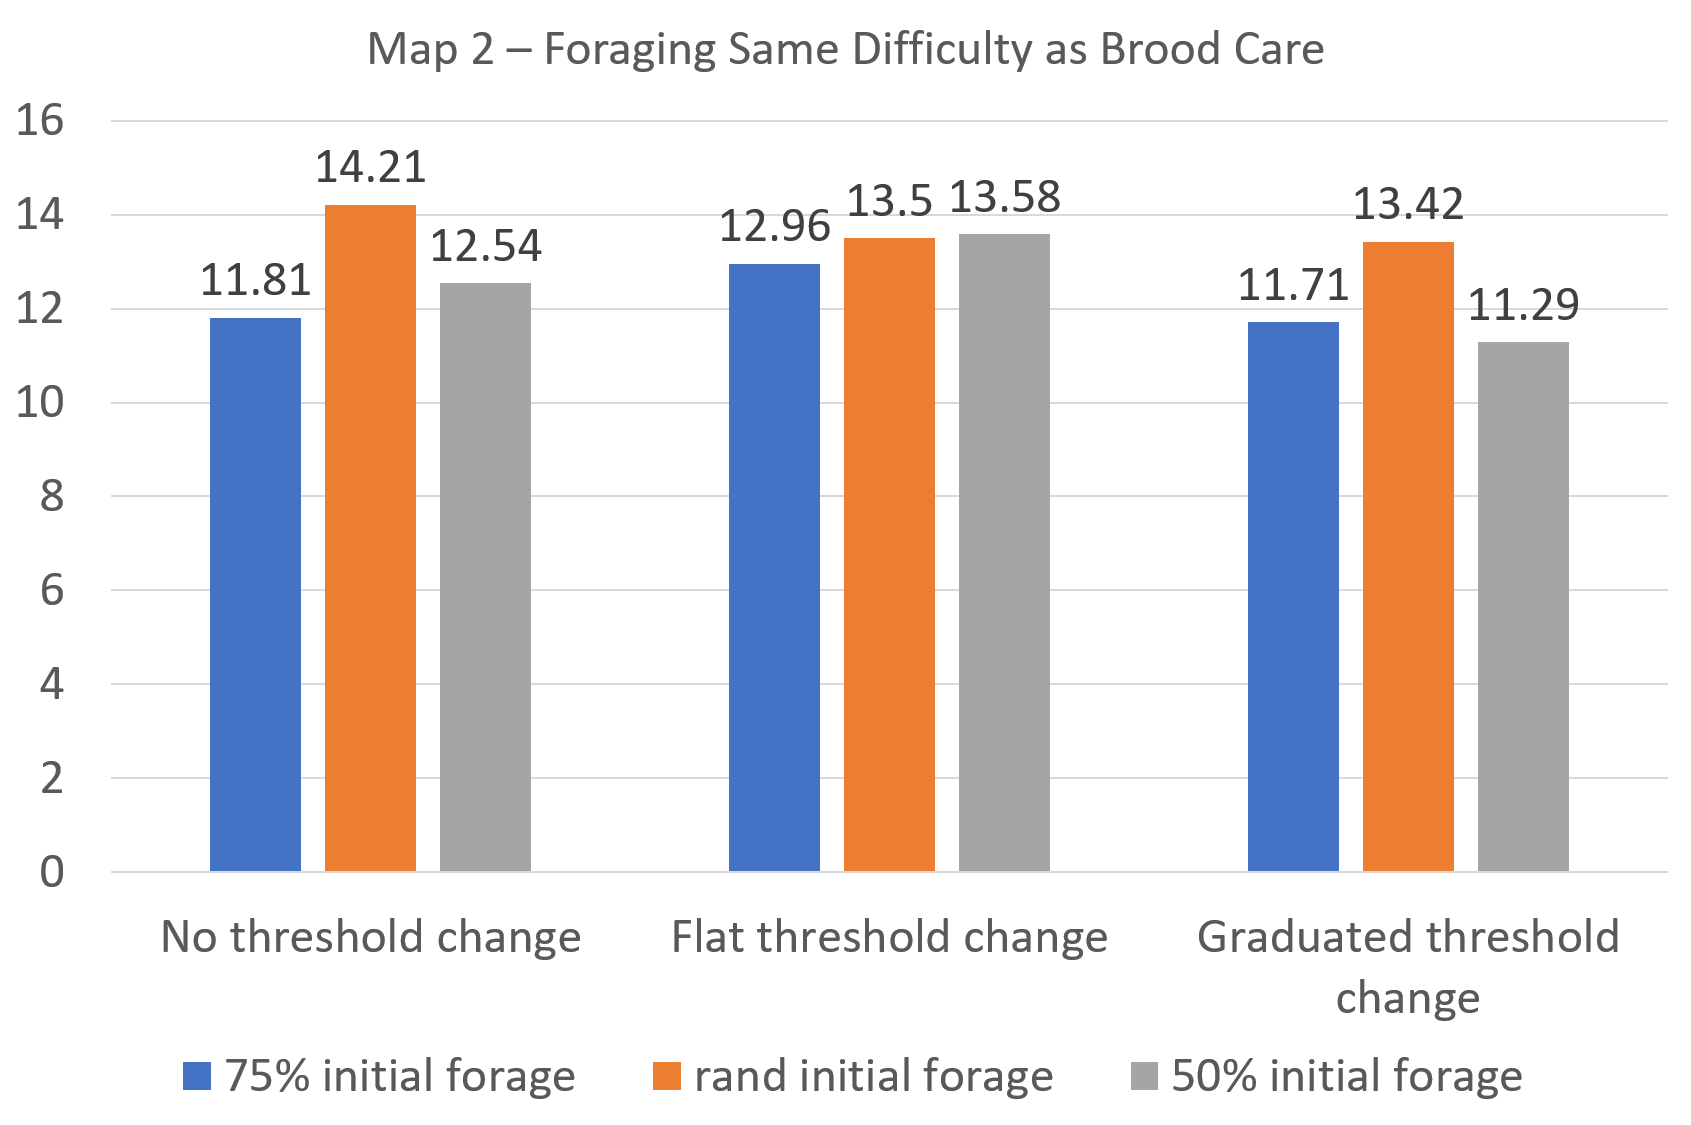 Map 2 – Foraging Same Difficulty as Brood Care
16
14
12
10
8
6
4
2
0
11.81
14.21
12.54
12.96
13.5
13.58
11.71
13.42
11.29
No threshold change
Flat threshold change
Graduated threshold
change
75% initial forage
rand initial forage
50% initial forage